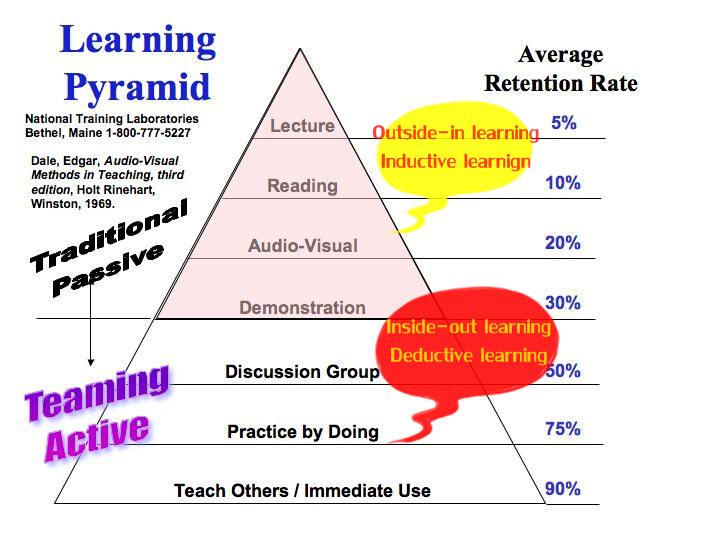 Learning
Pyramid
Average
Retention Rate
National Training Laboratories
Bethel, Maine 1-800-777-5227
Dale, Edgar, Audio-Visual
Methods in Teaching, third
edition, Holt Rinehart,
Winston, 1969.
Lecture
Outside-in learning
Inductive learnign
5%
Reading
10%
Traditional
Passive
Audio-Visual
20%
Demonstration
30%
Inside-out learning
Deductive learning
Teaming
Active
Discussion Group
50%
Practice by Doing
75%
Teach Others / Immediate Use
90%